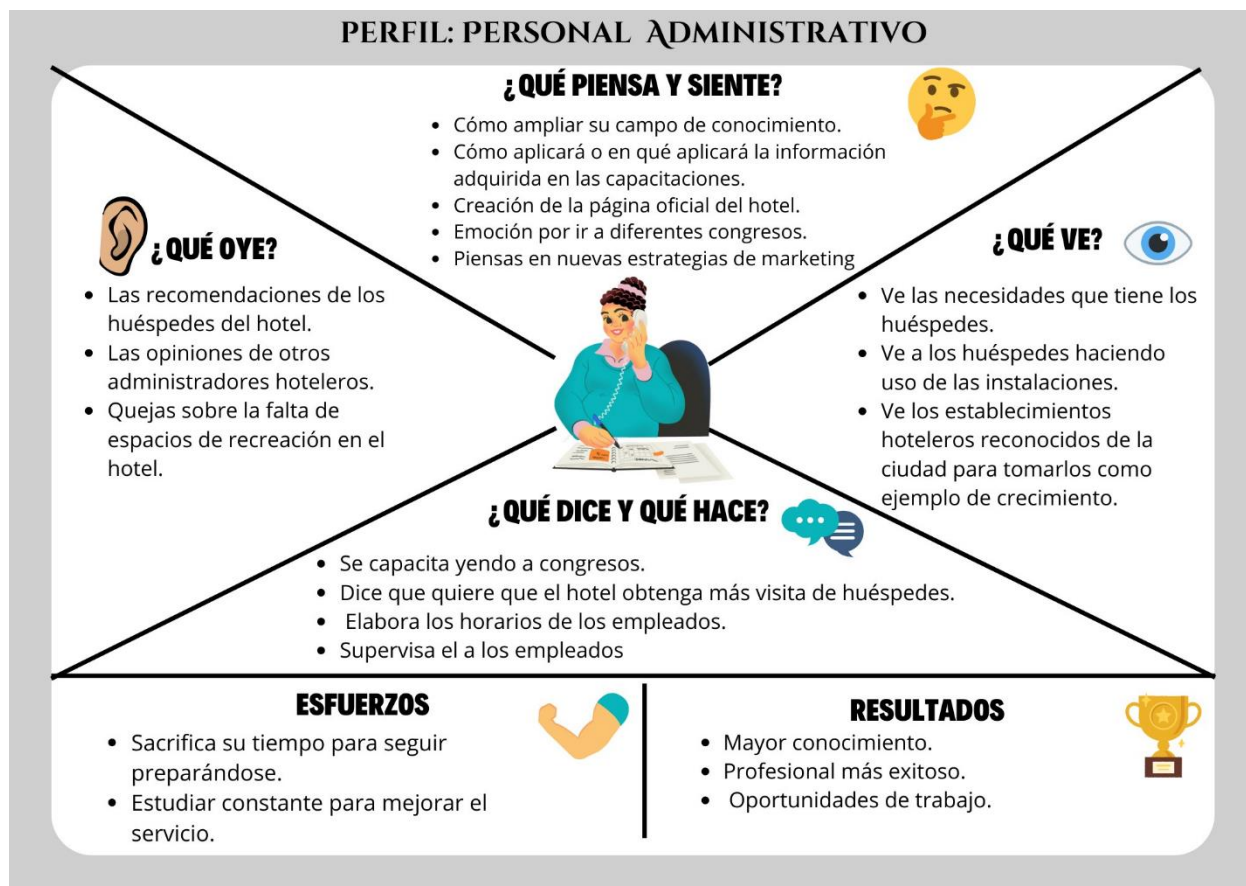 PERFIL: PERSONAL ADMINISTRATIVO
¿QUÉ PIENSA Y SIENTE?
• Cómo ampliar su campo de conocimiento.
• Cómo aplicará o en qué aplicará la información
adquirida en las capacitaciones.
• Creación de la página oficial del hotel.
• Emoción por ir a diferentes congresos.
• Piensas en nuevas estrategias de marketing
¿QUÉ OYE?
• Las recomendaciones de los
huéspedes del hotel.
• Las opiniones de otros
administradores hoteleros.
• Quejas sobre la falta de
espacios de recreación en el
hotel.
¿QUÉ VE?
• Ve las necesidades que tiene los
huéspedes.
• Ve a los huéspedes haciendo
uso de las instalaciones.
• Ve los establecimientos
hoteleros reconocidos de la
ciudad para tomarlos como
ejemplo de crecimiento.
¿QUÉ DICE Y QUÉ HACE?
• Se capacita yendo a congresos.
• Dice que quiere que el hotel obtenga más visita de huéspedes.
• Elabora los horarios de los empleados.
• Supervisa el a los empleados
ESFUERZOS
• Sacrifica su tiempo para seguir
preparándose.
• Estudiar constante para mejorar el
servicio.
RESULTADOS
• Mayor conocimiento.
• Profesional más exitoso.
• Oportunidades de trabajo.